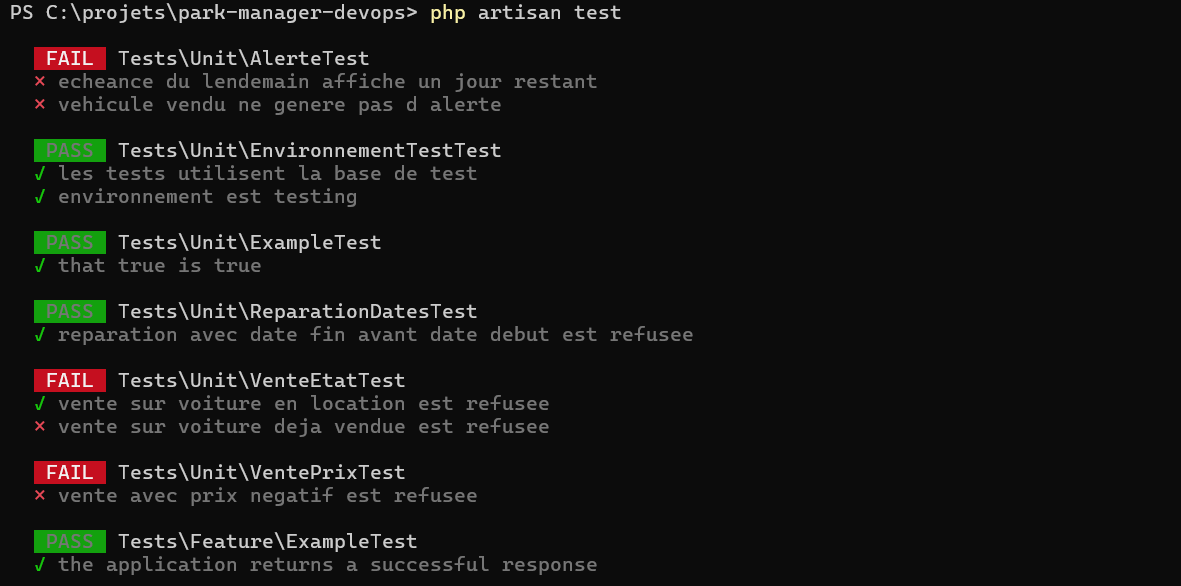 PS C:\projets\park-manager-devops> php artisan test
FAIL Tests\Unit\AlerteTest
× echeance du lendemain affiche un jour restant
× vehicule vendu ne genere pas d alerte
PASS Tests\Unit\EnvironnementTestTest
✓ les tests utilisent la base de test
✓ environnement est testing
PASS Tests\Unit\ExampleTest
✓ that true is true
PASS Tests\Unit\ReparationDatesTest
✓ reparation avec date fin avant date debut est refusee
FAIL Tests\Unit\VenteEtatTest
✓ vente sur voiture en location est refusee
× vente sur voiture deja vendue est refusee
FAIL Tests\Unit\VentePrixTest
× vente avec prix negatif est refusee
PASS Tests\Feature\ExampleTest
✓ the application returns a successful response